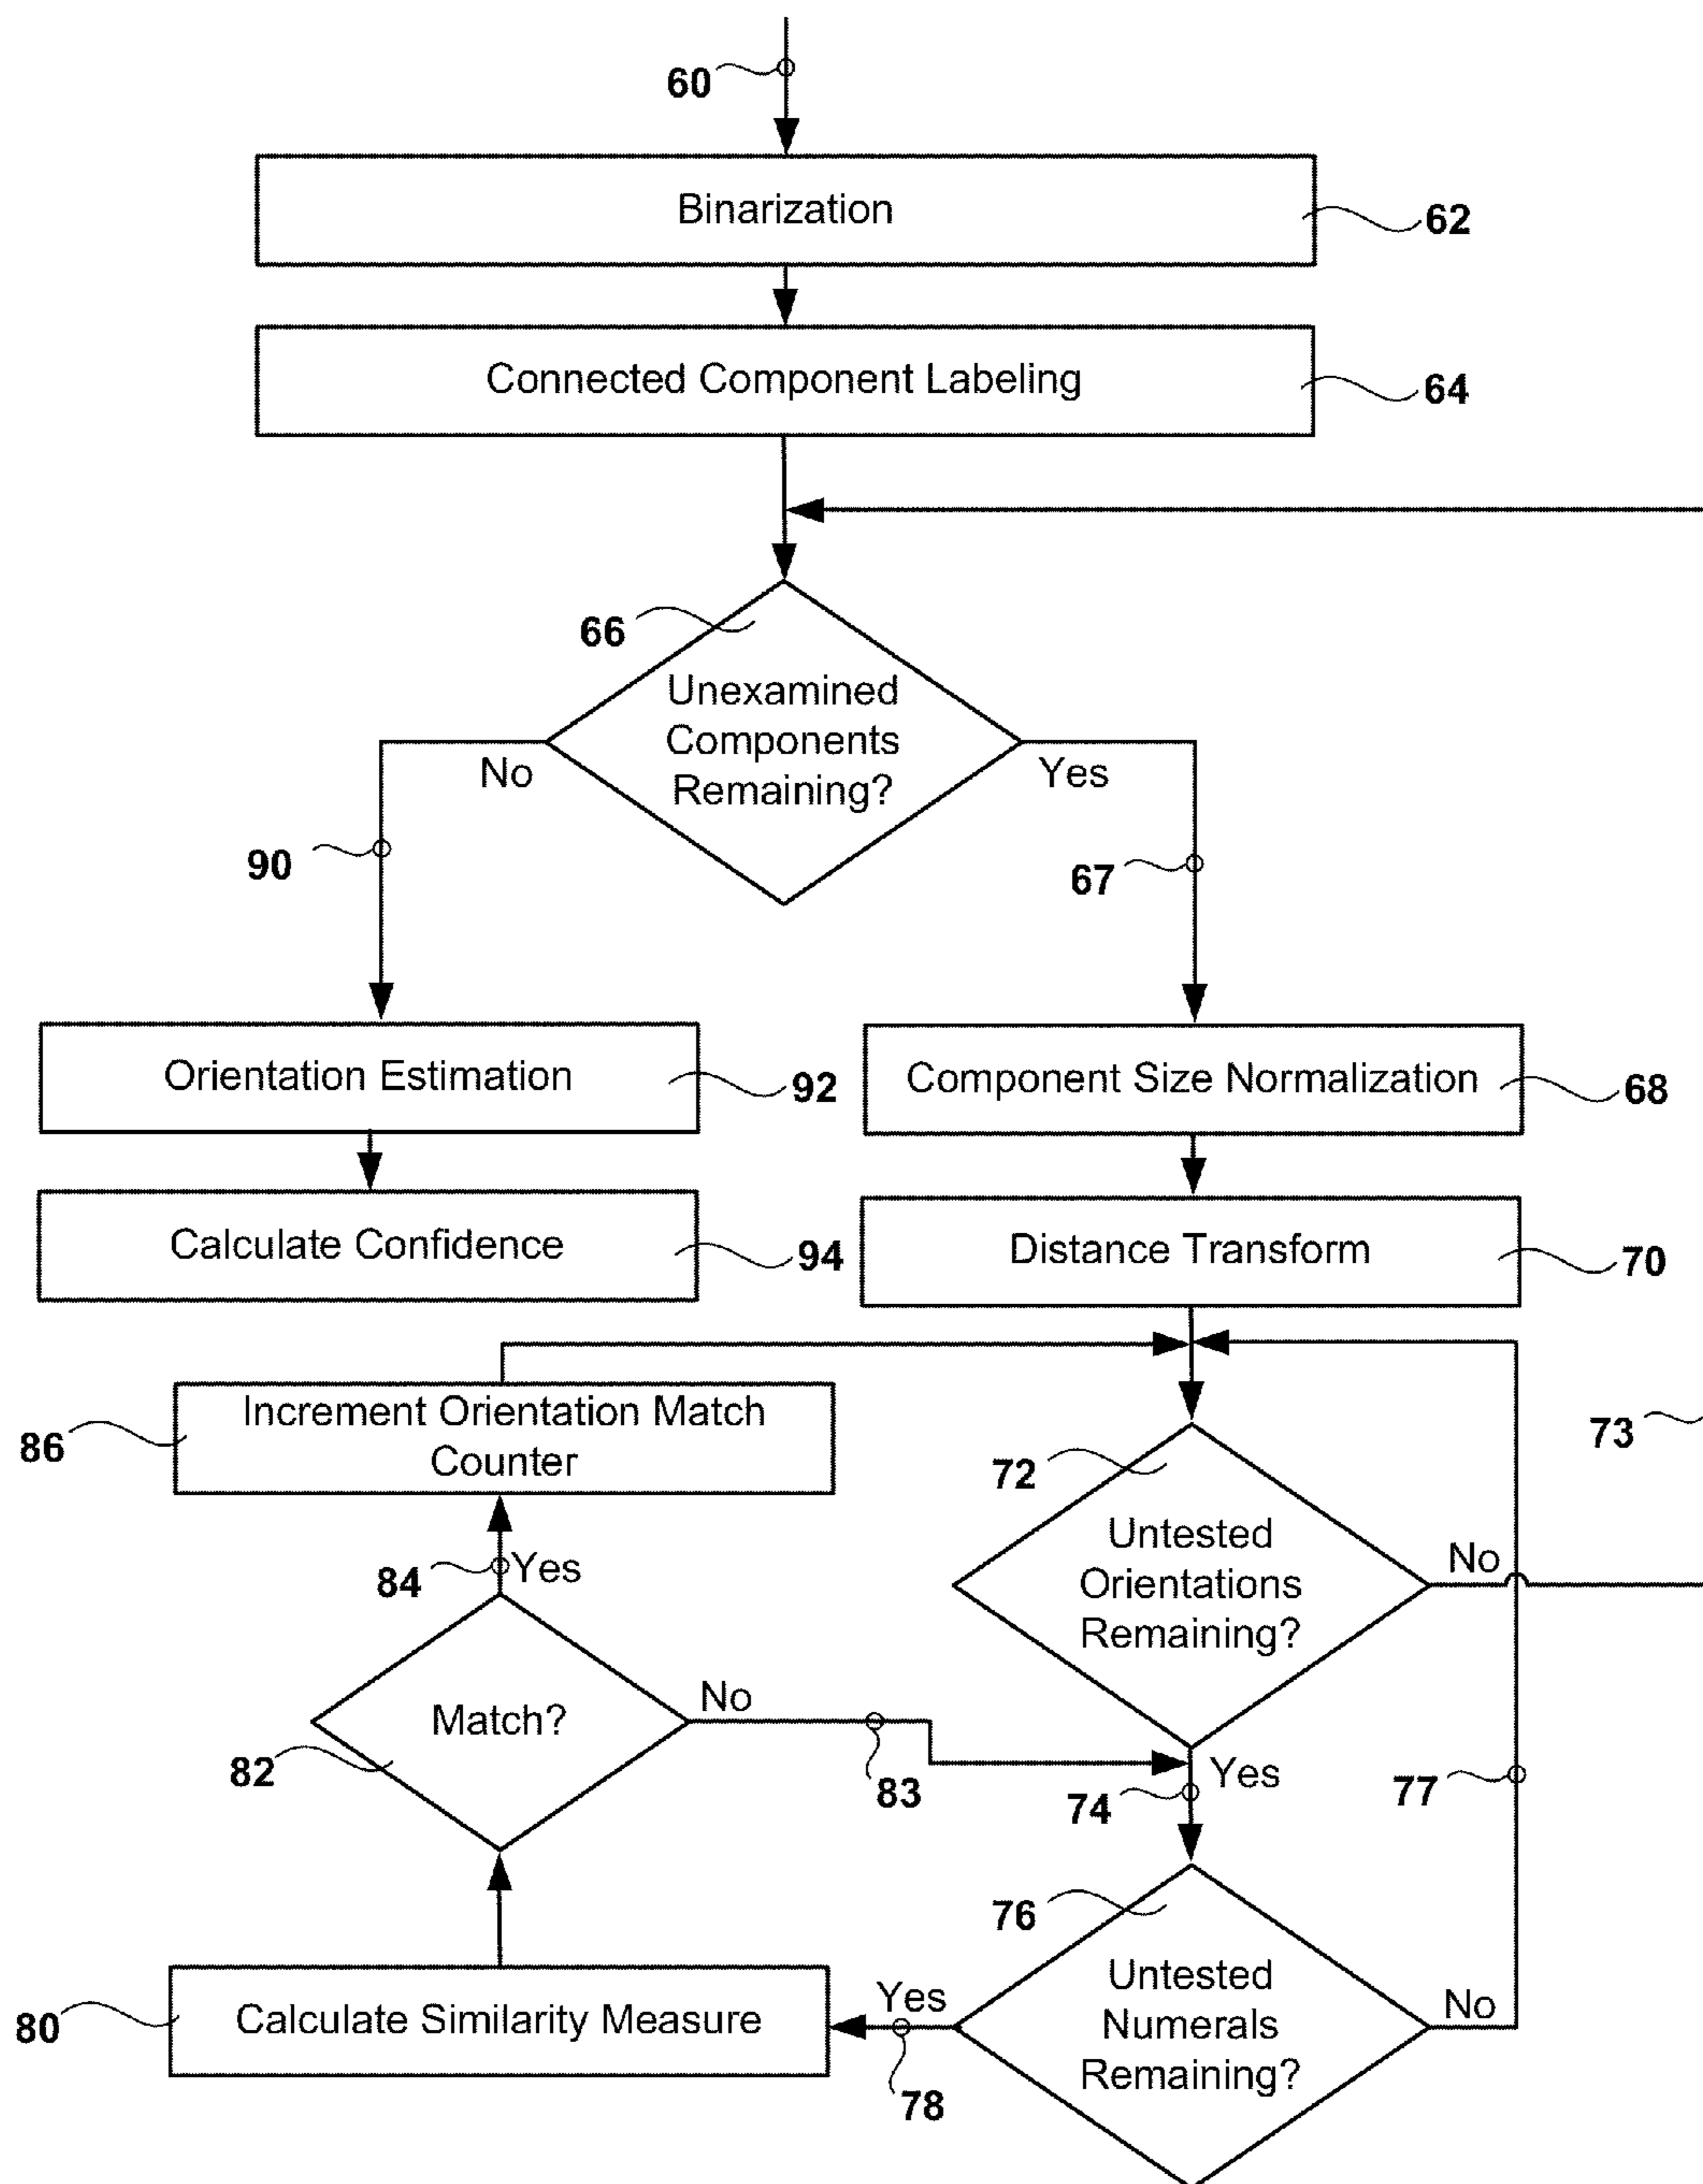 60
Binarization
62
Connected Component Labeling
64
66
Unexamined
Components
Remaining?
No
Yes
90
67
Orientation Estimation
92
Component Size Normalization
68
Calculate Confidence
94
Distance Transform
70
Increment Orientation Match
Counter
86
73
72
Untested
Orientations
Remaining?
No
84
Yes
Match?
No
82
83
Yes
74
77
76
Untested
Numerals
Remaining?
No
Yes
78
Calculate Similarity Measure
80